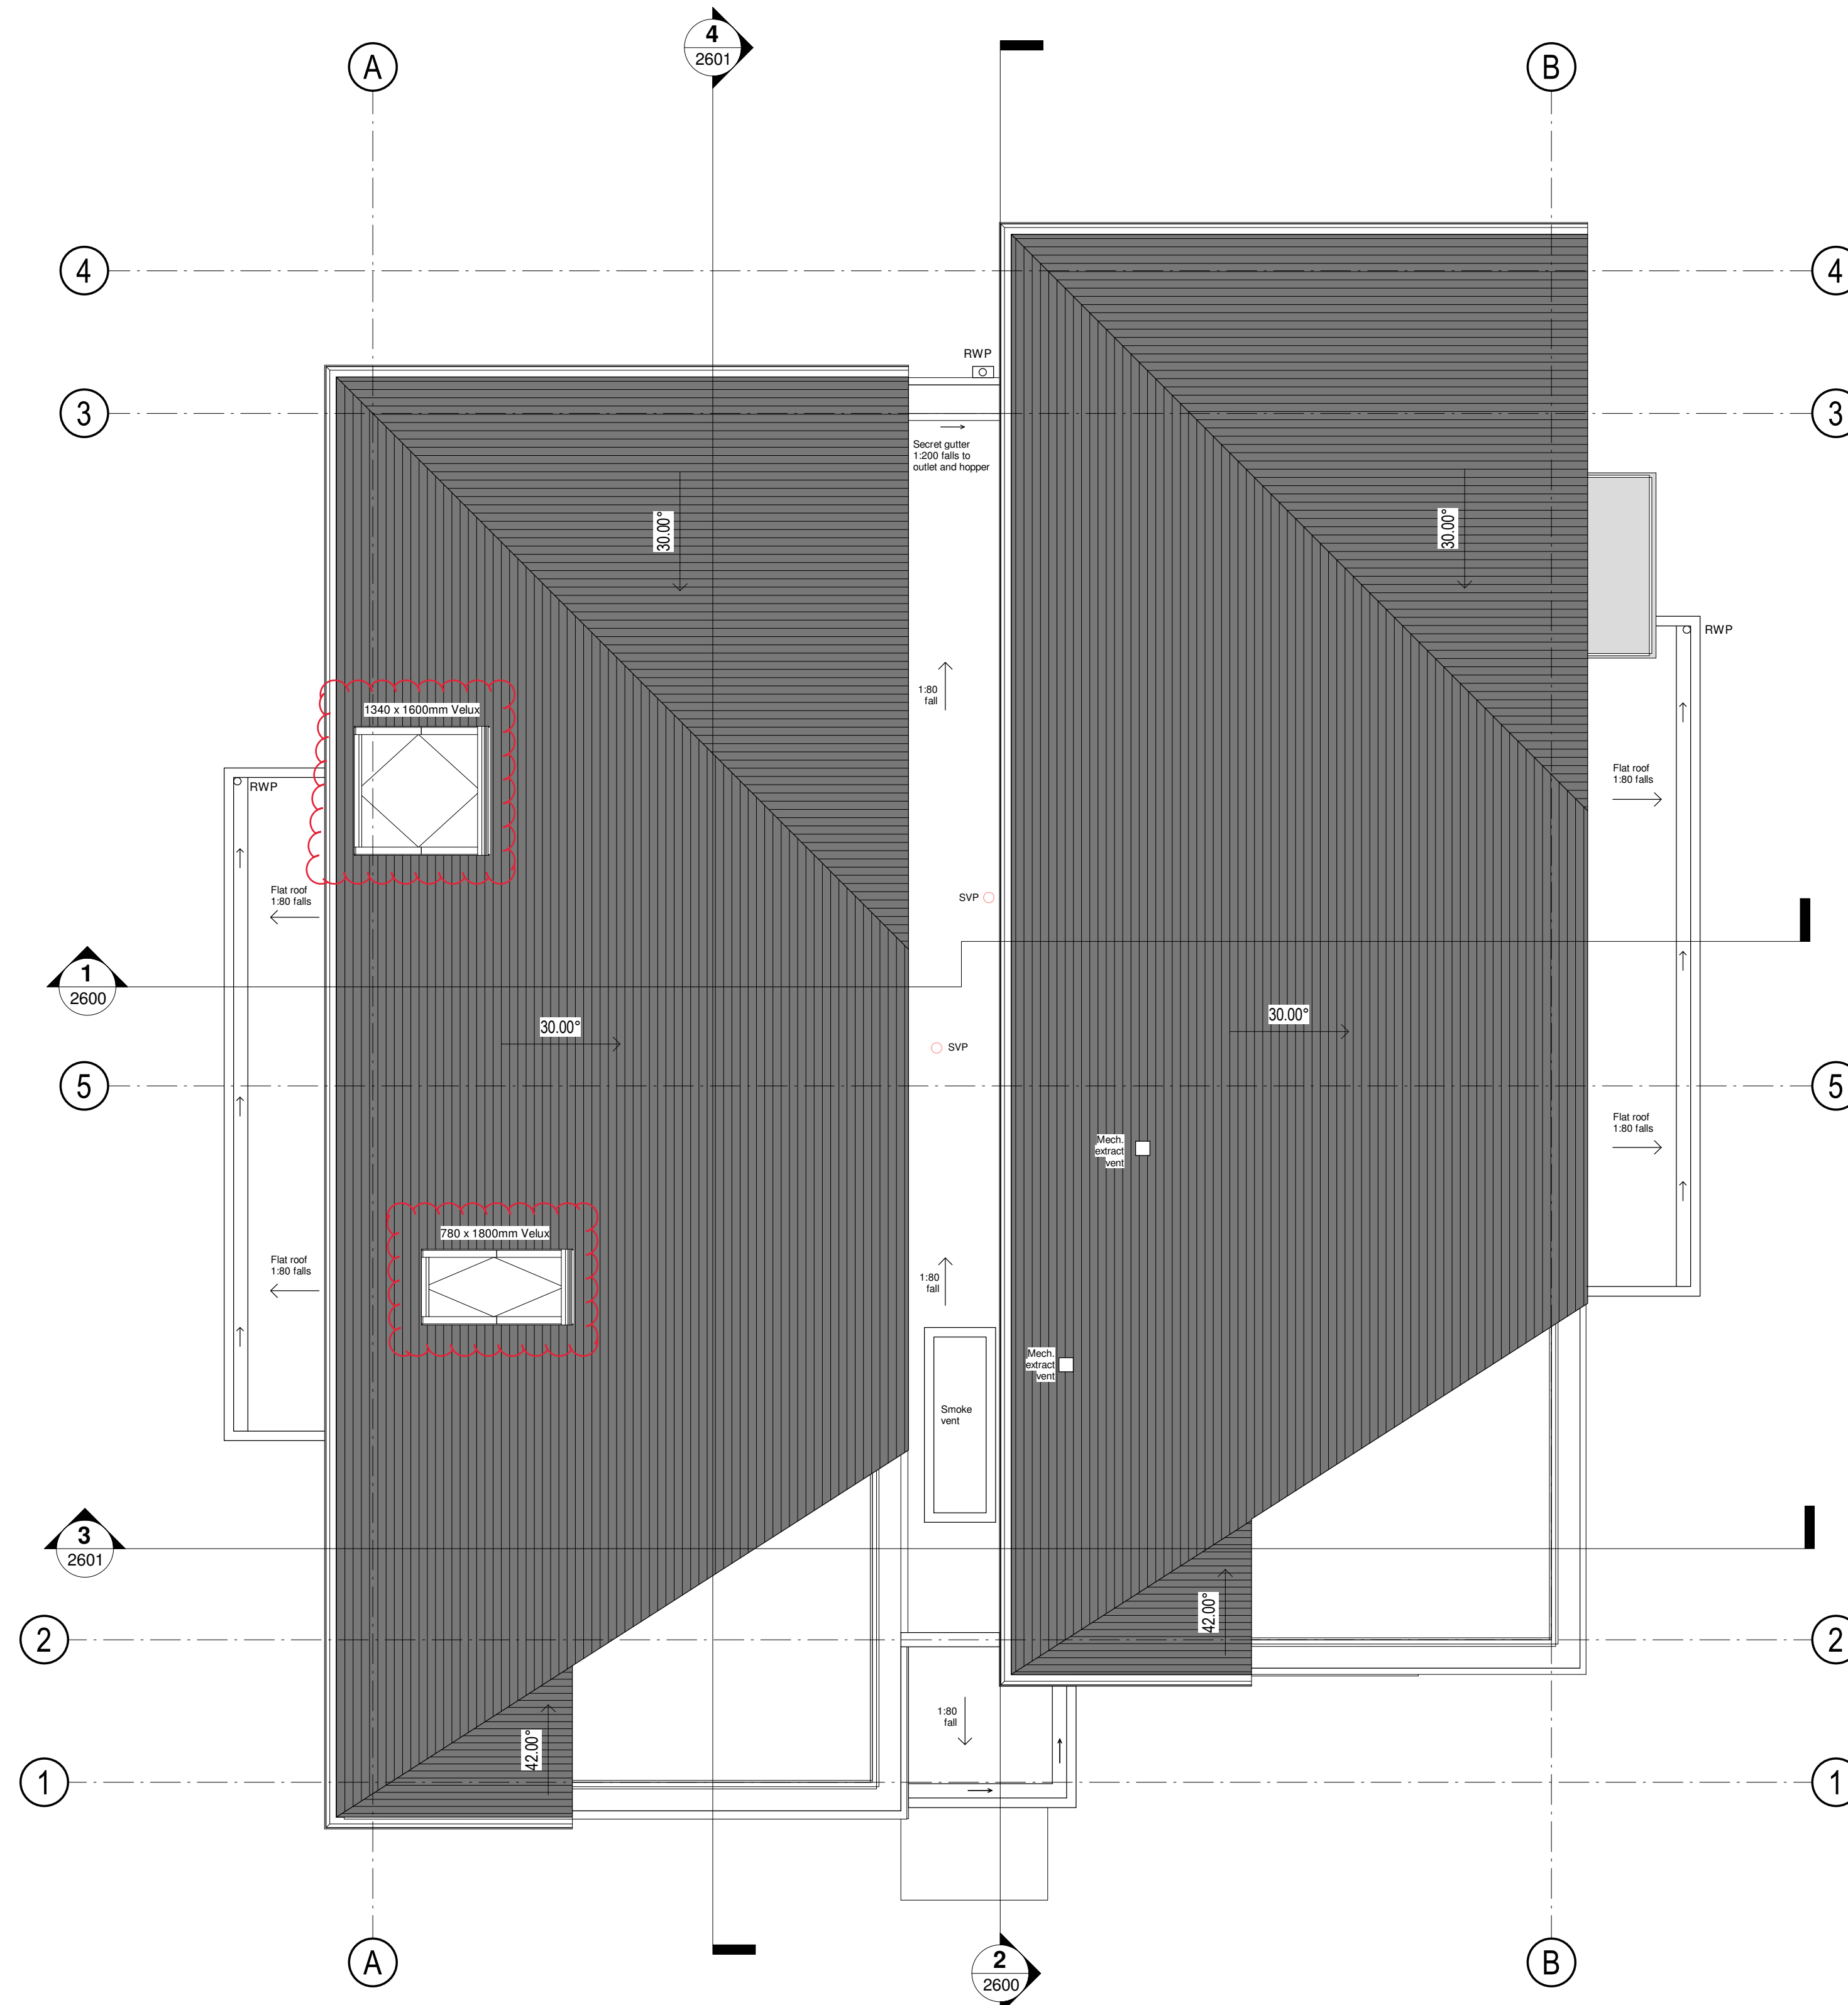 4
2601
A
B
4
4
RWP
3
3
Secret gutter
1:200 falls to
outlet and hopper
30.00°
30.00°
RWP
1:80
fall
1340 x 1600mm Velux
RWP
Flat roof
1:80 falls
Flat roof
1:80 falls
SVP
1
2600
30.00°
30.00°
SVP
5
5
Mech.
extract
vent
Flat roof
1:80 falls
780 x 1800mm Velux
Flat roof
1:80 falls
1:80
fall
Mech.
extract
vent
Smoke
vent
3
2601
42.00°
2
2
1:80
fall
42.00°
1
1
A
2
2600
B